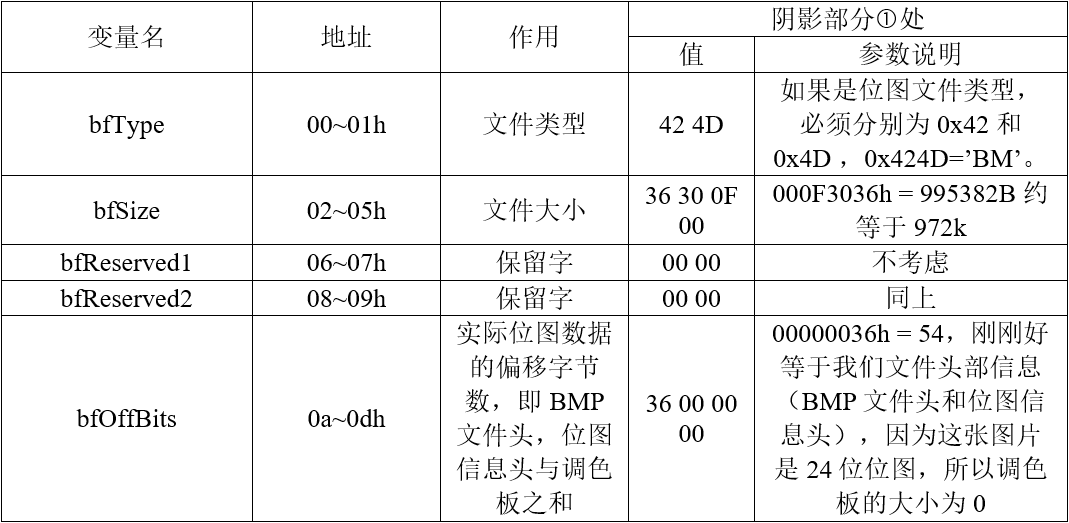 变量名 地址 作用 阴影部分①处
值 参数说明
bfType 00~01h 文件类型 42 4D 如果是位图文件类型，
必须分别为 0x42 和
0x4D ，0x424D=’BM’。
bfSize 02~05h 文件大小 36 30 0F
00
000F3036h = 995382B 约
等于 972k
bfReserved1 06~07h 保留字 00 00 不考虑
bfReserved2 08~09h 保留字 00 00 同上
bfOffBits 0a~0dh
实际位图数据
的偏移字节
数，即 BMP
文件头，位图
信息头与调色
板之和
36 00 00
00
00000036h = 54，刚刚好
等于我们文件头部信息
（BMP 文件头和位图信
息头），因为这张图片
是 24 位位图，所以调色
板的大小为 0